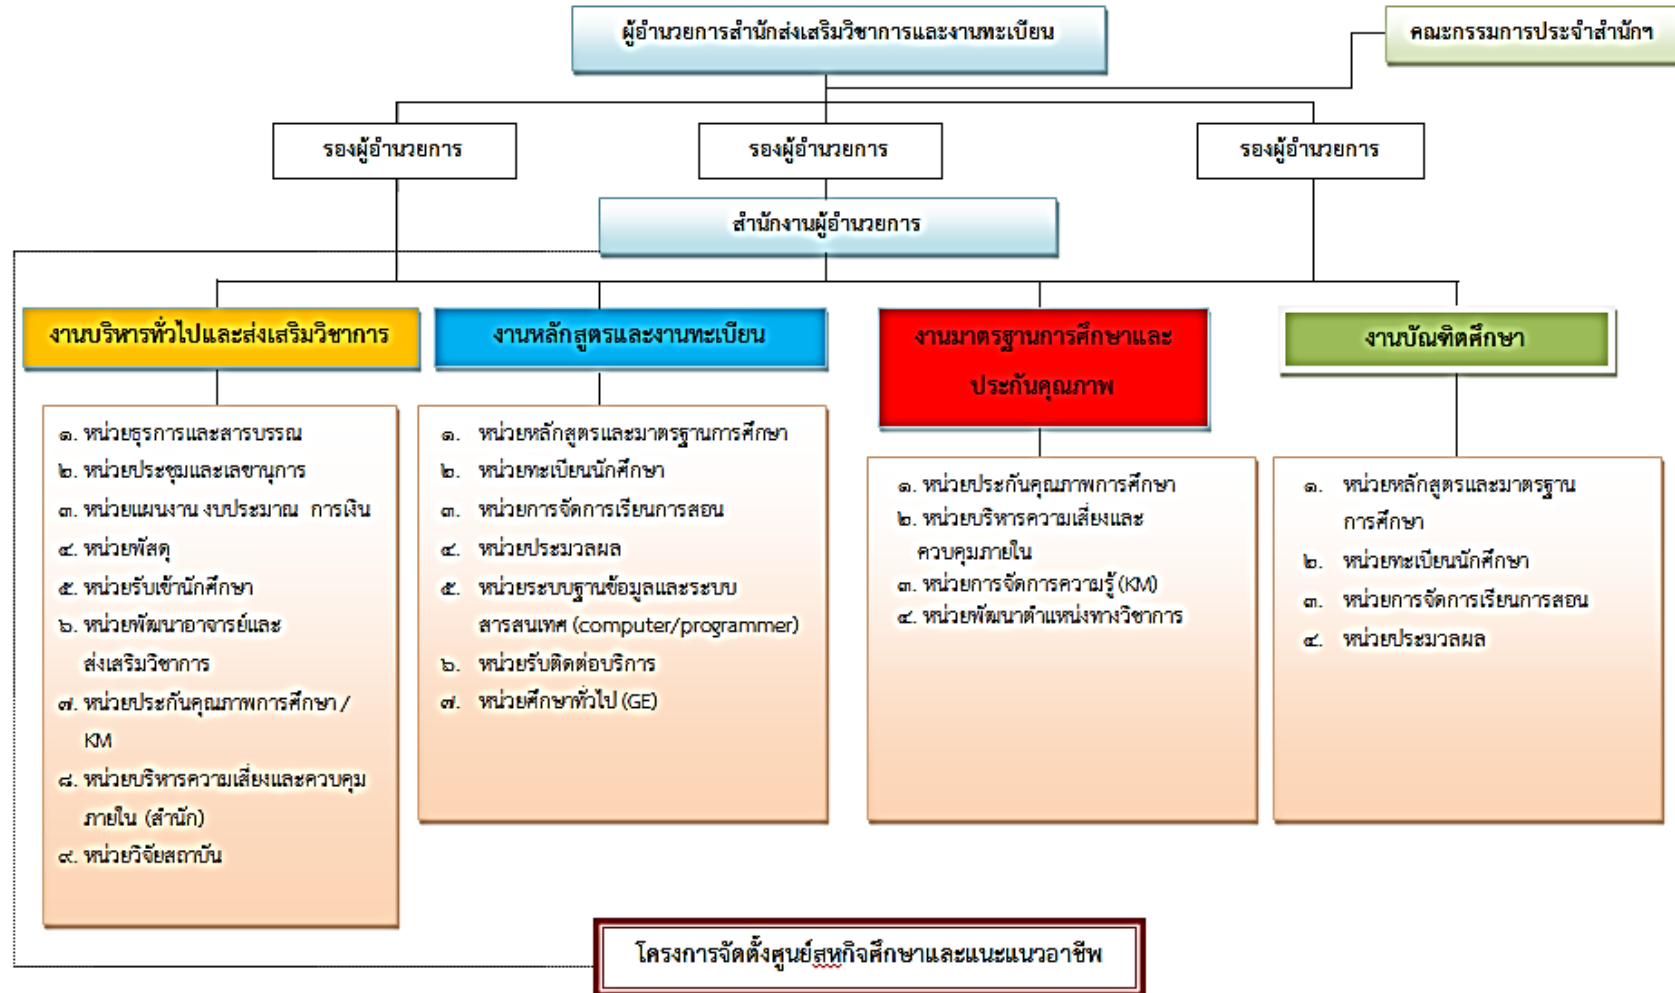 ผู้อำนวยการสำนักส่งเสริมวิชาการและงานทะเบียน
คณะกรรมการประจำสำนักฯ
รองผู้อำนวยการ
รองผู้อำนวยการ
รองผู้อำนวยการ
สำนักงานผู้อำนวยการ
งานบริหารทั่วไปและส่งเสริมวิชาการ
๑. หน่วยธุรการและสารบรรณ
๒. หน่วยประชุมและเลขานุการ
๓. หน่วยแผนงาน งบประมาณ การเงิน
๔. หน่วยพัสดุ
๕. หน่วยรับเข้านักศึกษา
๖. หน่วยพัฒนาอาจารย์และ
ส่งเสริมวิชาการ
๗. หน่วยประกันคุณภาพการศึกษา /
KM
๘. หน่วยบริหารความเสี่ยงและควบคุม
ภายใน (สำนัก)
๙. หน่วยวิจัยสถาบัน
งานหลักสูตรและงานทะเบียน
๑. หน่วยหลักสูตรและมาตรฐานการศึกษา
๒. หน่วยทะเบียนนักศึกษา
๓. หน่วยการจัดการเรียนการสอน
๔. หน่วยประมวลผล
๕. หน่วยระบบฐานข้อมูลและระบบ
สารสนเทศ (computer/programmer)
๖. หน่วยรับติดต่อบริการ
๗. หน่วยศึกษาทั่วไป (GE)
งานมาตรฐานการศึกษาและ
ประกันคุณภาพ
๑. หน่วยประกันคุณภาพการศึกษา
๒. หน่วยบริหารความเสี่ยงและ
ควบคุมภายใน
๓. หน่วยการจัดการความรู้ (KM)
๔. หน่วยพัฒนาตำแหน่งทางวิชาการ
งานบัณฑิตศึกษา
๑. หน่วยหลักสูตรและมาตรฐาน
การศึกษา
๒. หน่วยทะเบียนนักศึกษา
๓. หน่วยการจัดการเรียนการสอน
๔. หน่วยประมวลผล
โครงการจัดตั้งศูนย์สหกิจศึกษาและแนะแนวอาชีพ